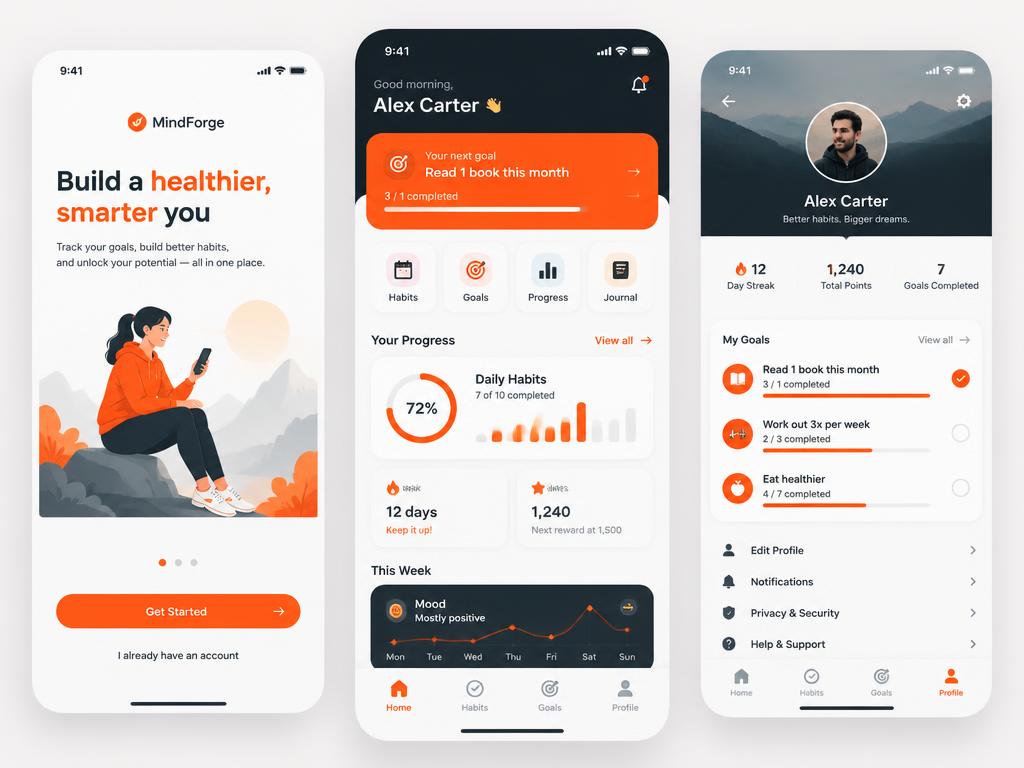 9:41
MindForge
Build a healthier,
smarter you
Track your goals, build better habits,
and unlock your potential — all in one place.
Get Started →
I already have an account
9:41
Good morning,
Alex Carter 👋
Your next goal
Read 1 book this month →
3 / 1 completed →
Habits
Goals
Progress
Journal
Your Progress
View all →
72%
Daily Habits
7 of 10 completed
12 days
Keep it up!
1,240
Next reward at 1,500
This Week
Mood
Mostly positive
Mon Tue Wed Thu Fri Sat Sun
Home
Habits
Goals
Profile
9:41
Alex Carter
Better habits. Bigger dreams.
12
Day Streak
1,240
Total Points
7
Goals Completed
My Goals
View all →
Read 1 book this month
3 / 1 completed
Work out 3x per week
2 / 3 completed
Eat healthier
4 / 7 completed
Edit Profile
Notifications
Privacy & Security
Help & Support
Home
Habits
Goals
Profile